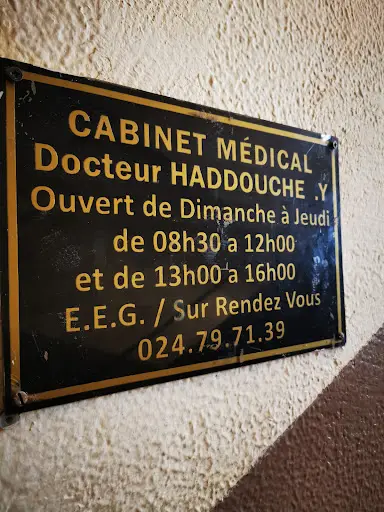 CABINET MÉDICAL
Docteur HADDOUCHE .Y
Ouvert de Dimanche à Jeudi
de 08h30 a 12h00
et de 13h00 a 16h00
E.E.G. / Sur Rendez Vous
024.79.71.39